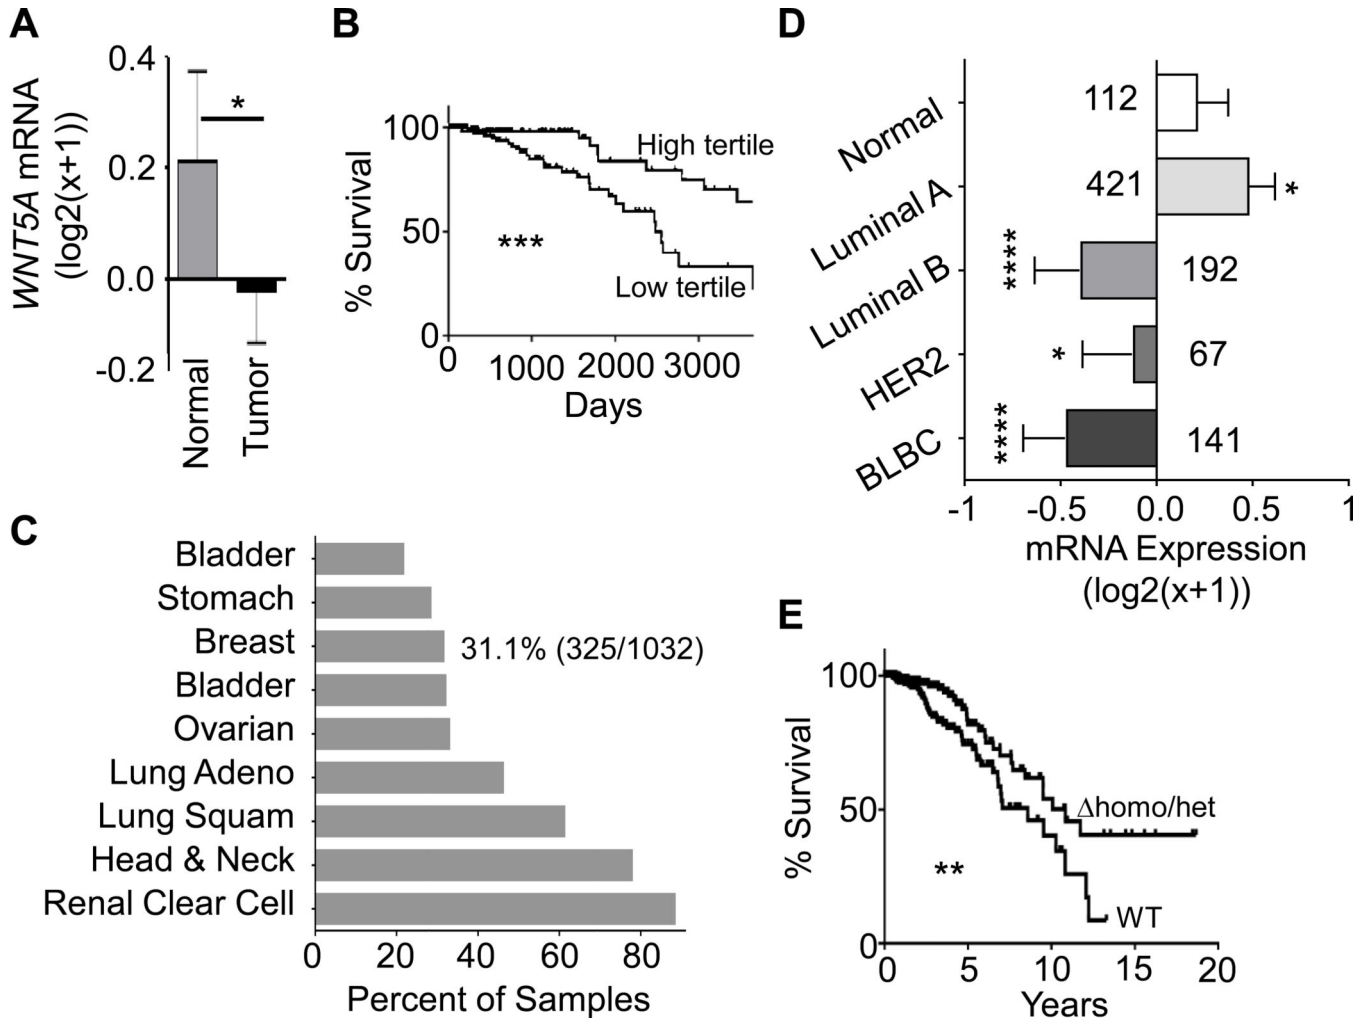 A
WNT5A mRNA
(log2(x+1))
0.4
0.2
0.0
-0.2
*
Normal
Tumor
B
% Survival
100
50
0
High tertile
***
Low tertile
0
1000
2000
3000
Days
C
Bladder
Stomach
Breast
31.1% (325/1032)
Bladder
Ovarian
Lung Adeno
Lung Squam
Head & Neck
Renal Clear Cell
0
20
40
60
80
Percent of Samples
D
Normal
112
Luminal A
421
*
Luminal B
****
192
HER2
*
67
BLBC
****
141
-1
-0.5
0.0
0.5
1
mRNA Expression
(log2(x+1))
E
% Survival
100
50
0
Δhomo/het
**
WT
0
5
10
15
20
Years